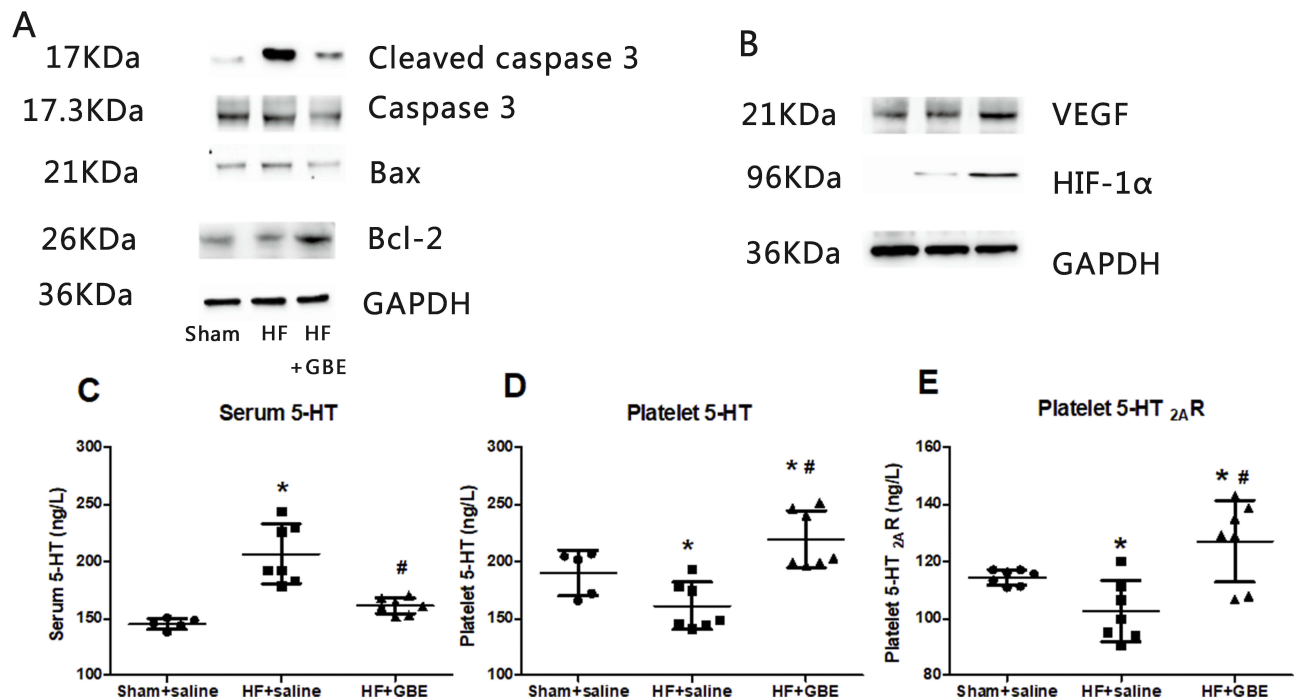 A
17KDa Cleaved caspase 3
17.3KDa Caspase 3
21KDa Bax
26KDa Bcl-2
36KDa GAPDH
Sham HF HF
+GBE
B
21KDa VEGF
96KDa HIF-1α
36KDa GAPDH
C
Serum 5-HT
Serum 5-HT (ng/L)
300
250
200
150
100
*
#
Sham+saline HF+saline HF+GBE
D
Platelet 5-HT
Platelet 5-HT (ng/L)
300
250
200
150
100
*
* #
Sham+saline HF+saline HF+GBE
E
Platelet 5-HT 2AR
Platelet 5-HT 2AR (ng/L)
160
140
120
100
80
*
* #
Sham+saline HF+saline HF+GBE